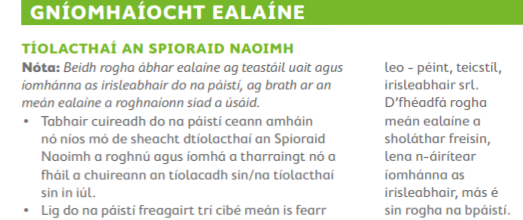 GNÍOMHAÍOCHT EALAÍNE
TÍOLACTHAÍ AN SPIORAID NAOIMH
Nóta: Beidh rogha ábhar ealaíne ag teastáil uait agus
íomhánna as irisleabhair do na páistí, ag brath ar an
meán ealaíne a roghnaíonn siad a úsáid.
• Tabhair cuireadh do na páistí ceann amháin
nó níos mó de sheacht dtíolacthaí an Spioraid
Naoimh a roghnú agus íomhá a tharraingt nó a
fháil a chuireann an tíolacadh sin/na tíolacthaí
sin in iúl.
• Lig do na páistí freagairt trí cibé meán is fearr
leo - péint, teicstíl,
irisleabhair srl.
D'fhéadfá rogha
meán ealaíne a
sholáthar freisin,
lena n-áirítear
íomhánna as
irisleabhair, más é
sin rogha na bpáistí.